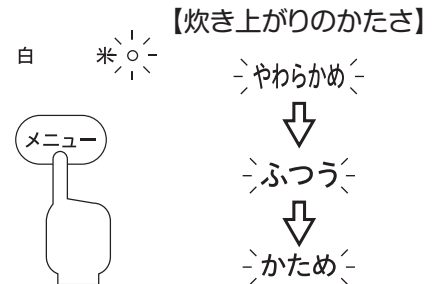 【炊き上がりのかたさ】
白 米
やわらかめ
メニュー
ふつう
かため